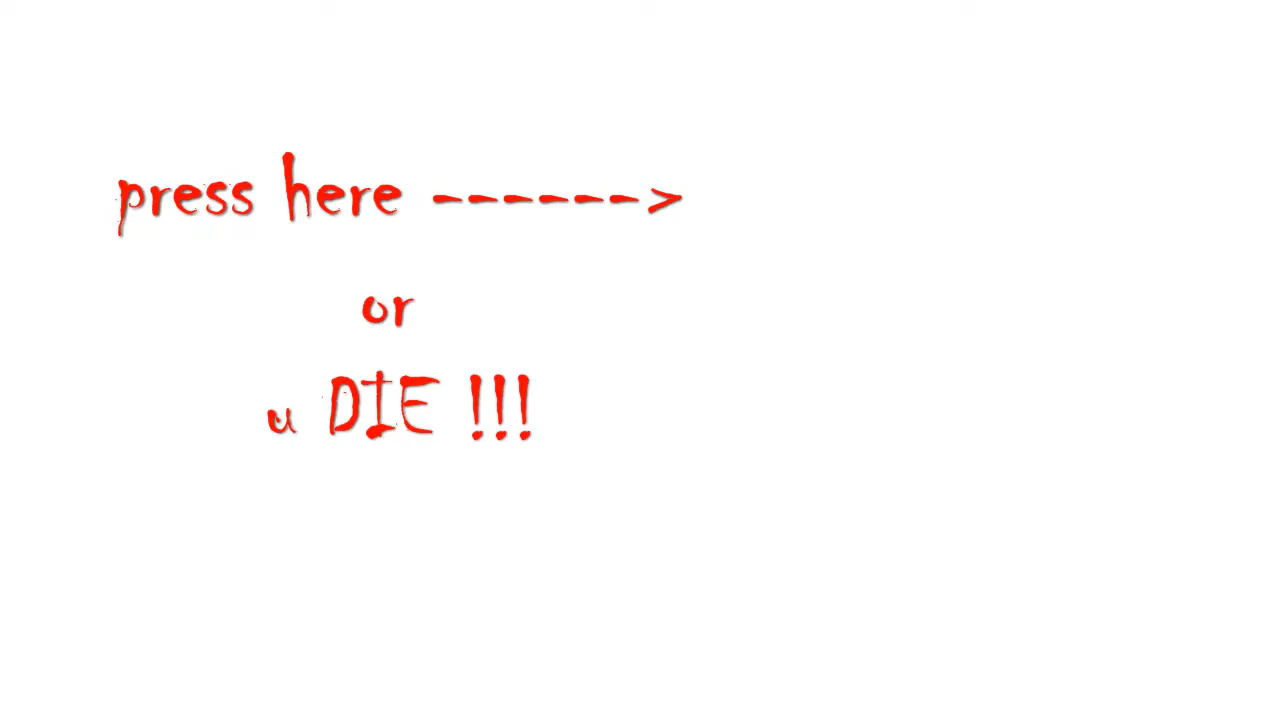 press here ------>
or
u DIE !!!